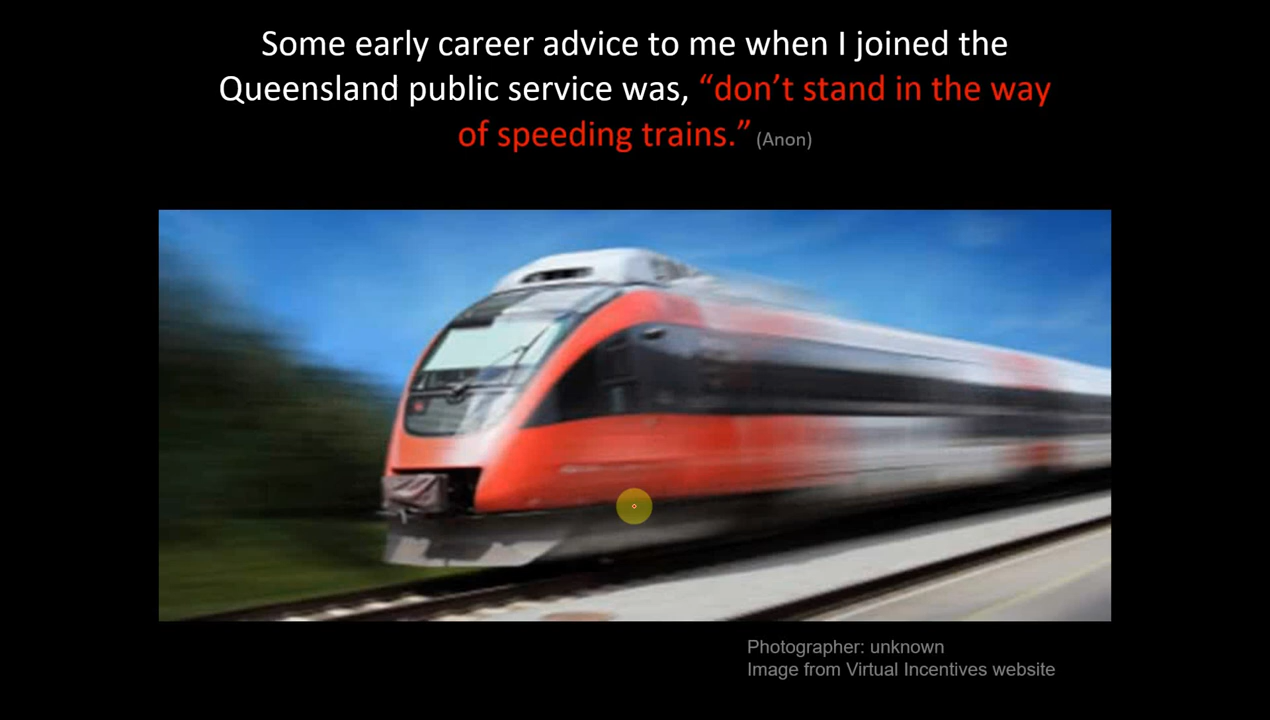 Some early career advice to me when I joined the
Queensland public service was, “don’t stand in the way
of speeding trains.” (Anon)
Photographer: unknown
Image from Virtual Incentives website